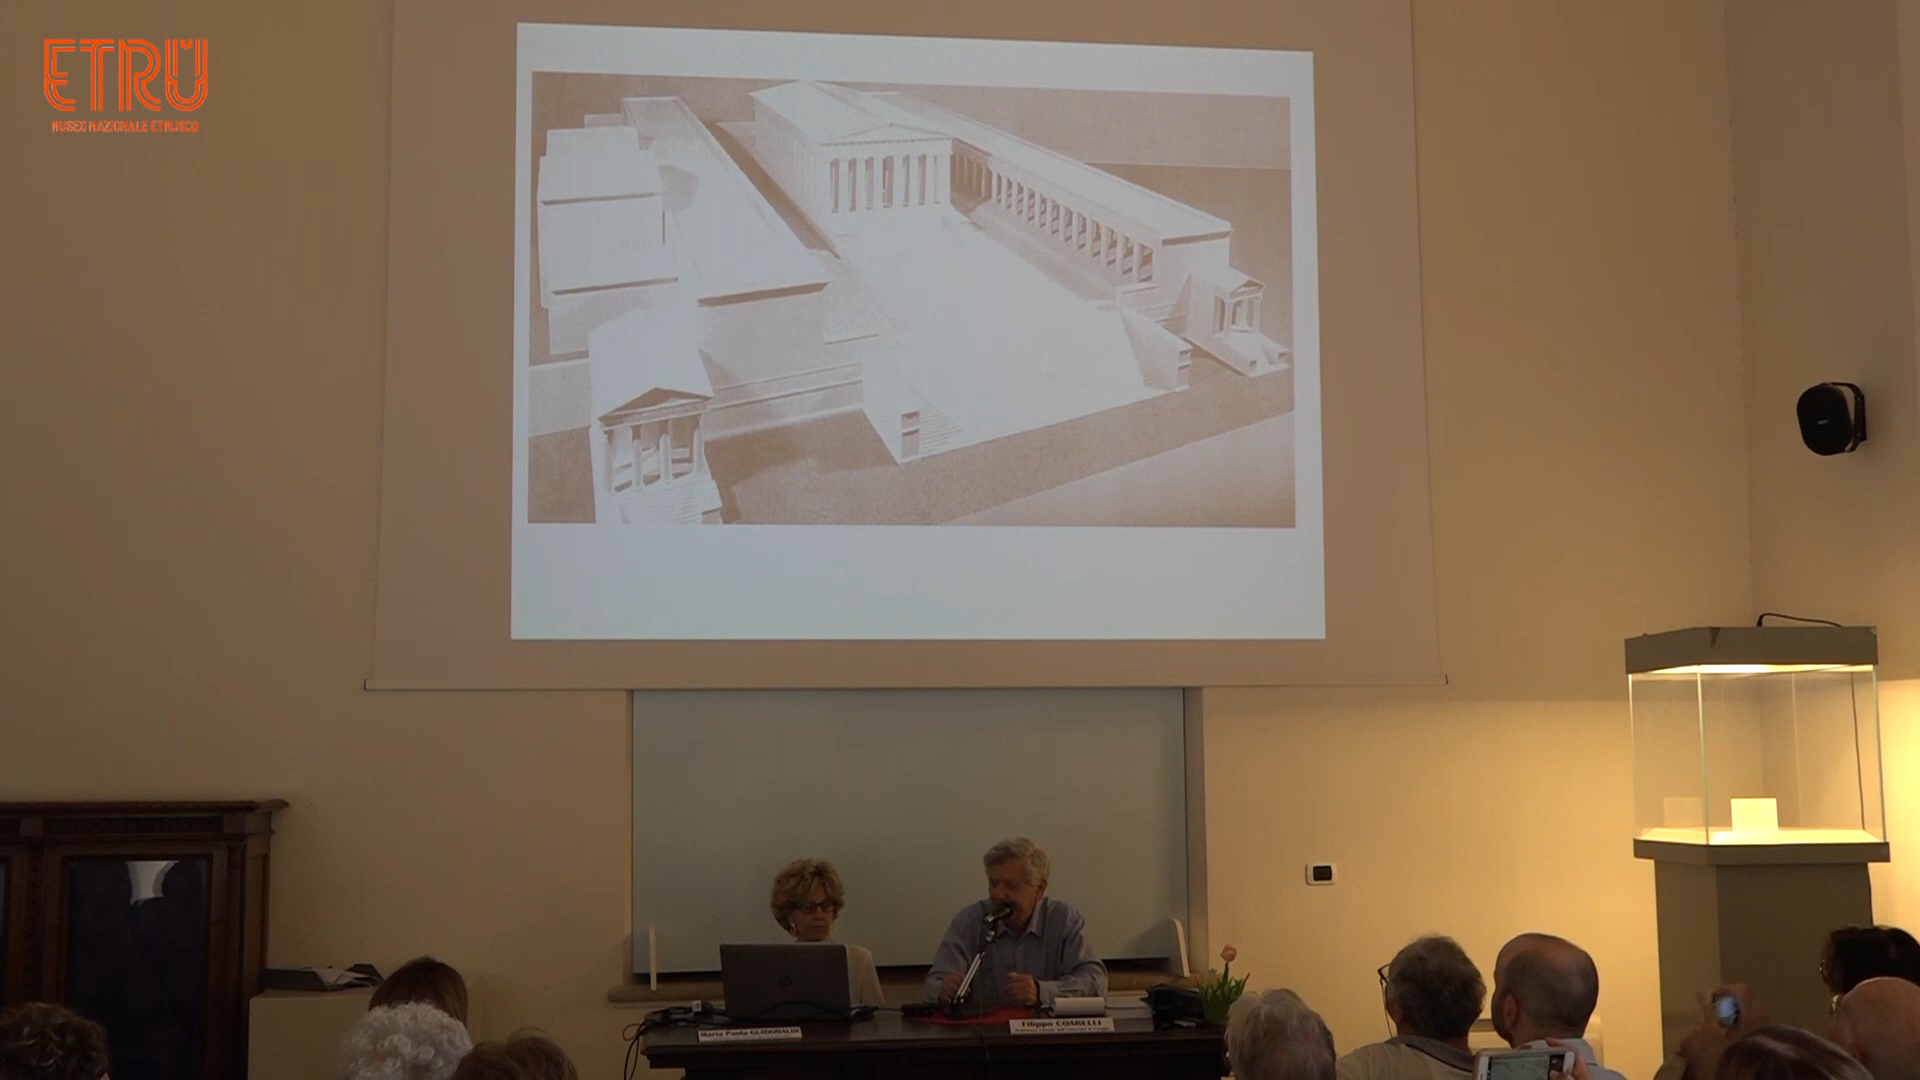 ETRU
MUSEO NAZIONALE ETRUSCO
Maria Paola GUIDOBALDI
Filippo COARELLI